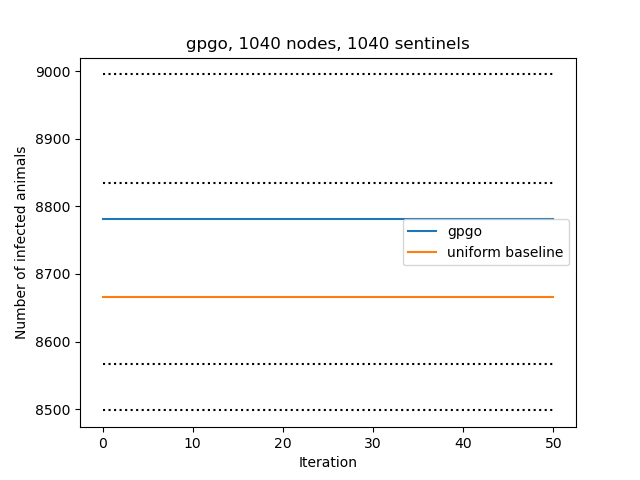 gpgo, 1040 nodes, 1040 sentinels
9000
8900
8800
8700
8600
8500
Number of infected animals
gpgo
uniform baseline
0 10 20 30 40 50
Iteration